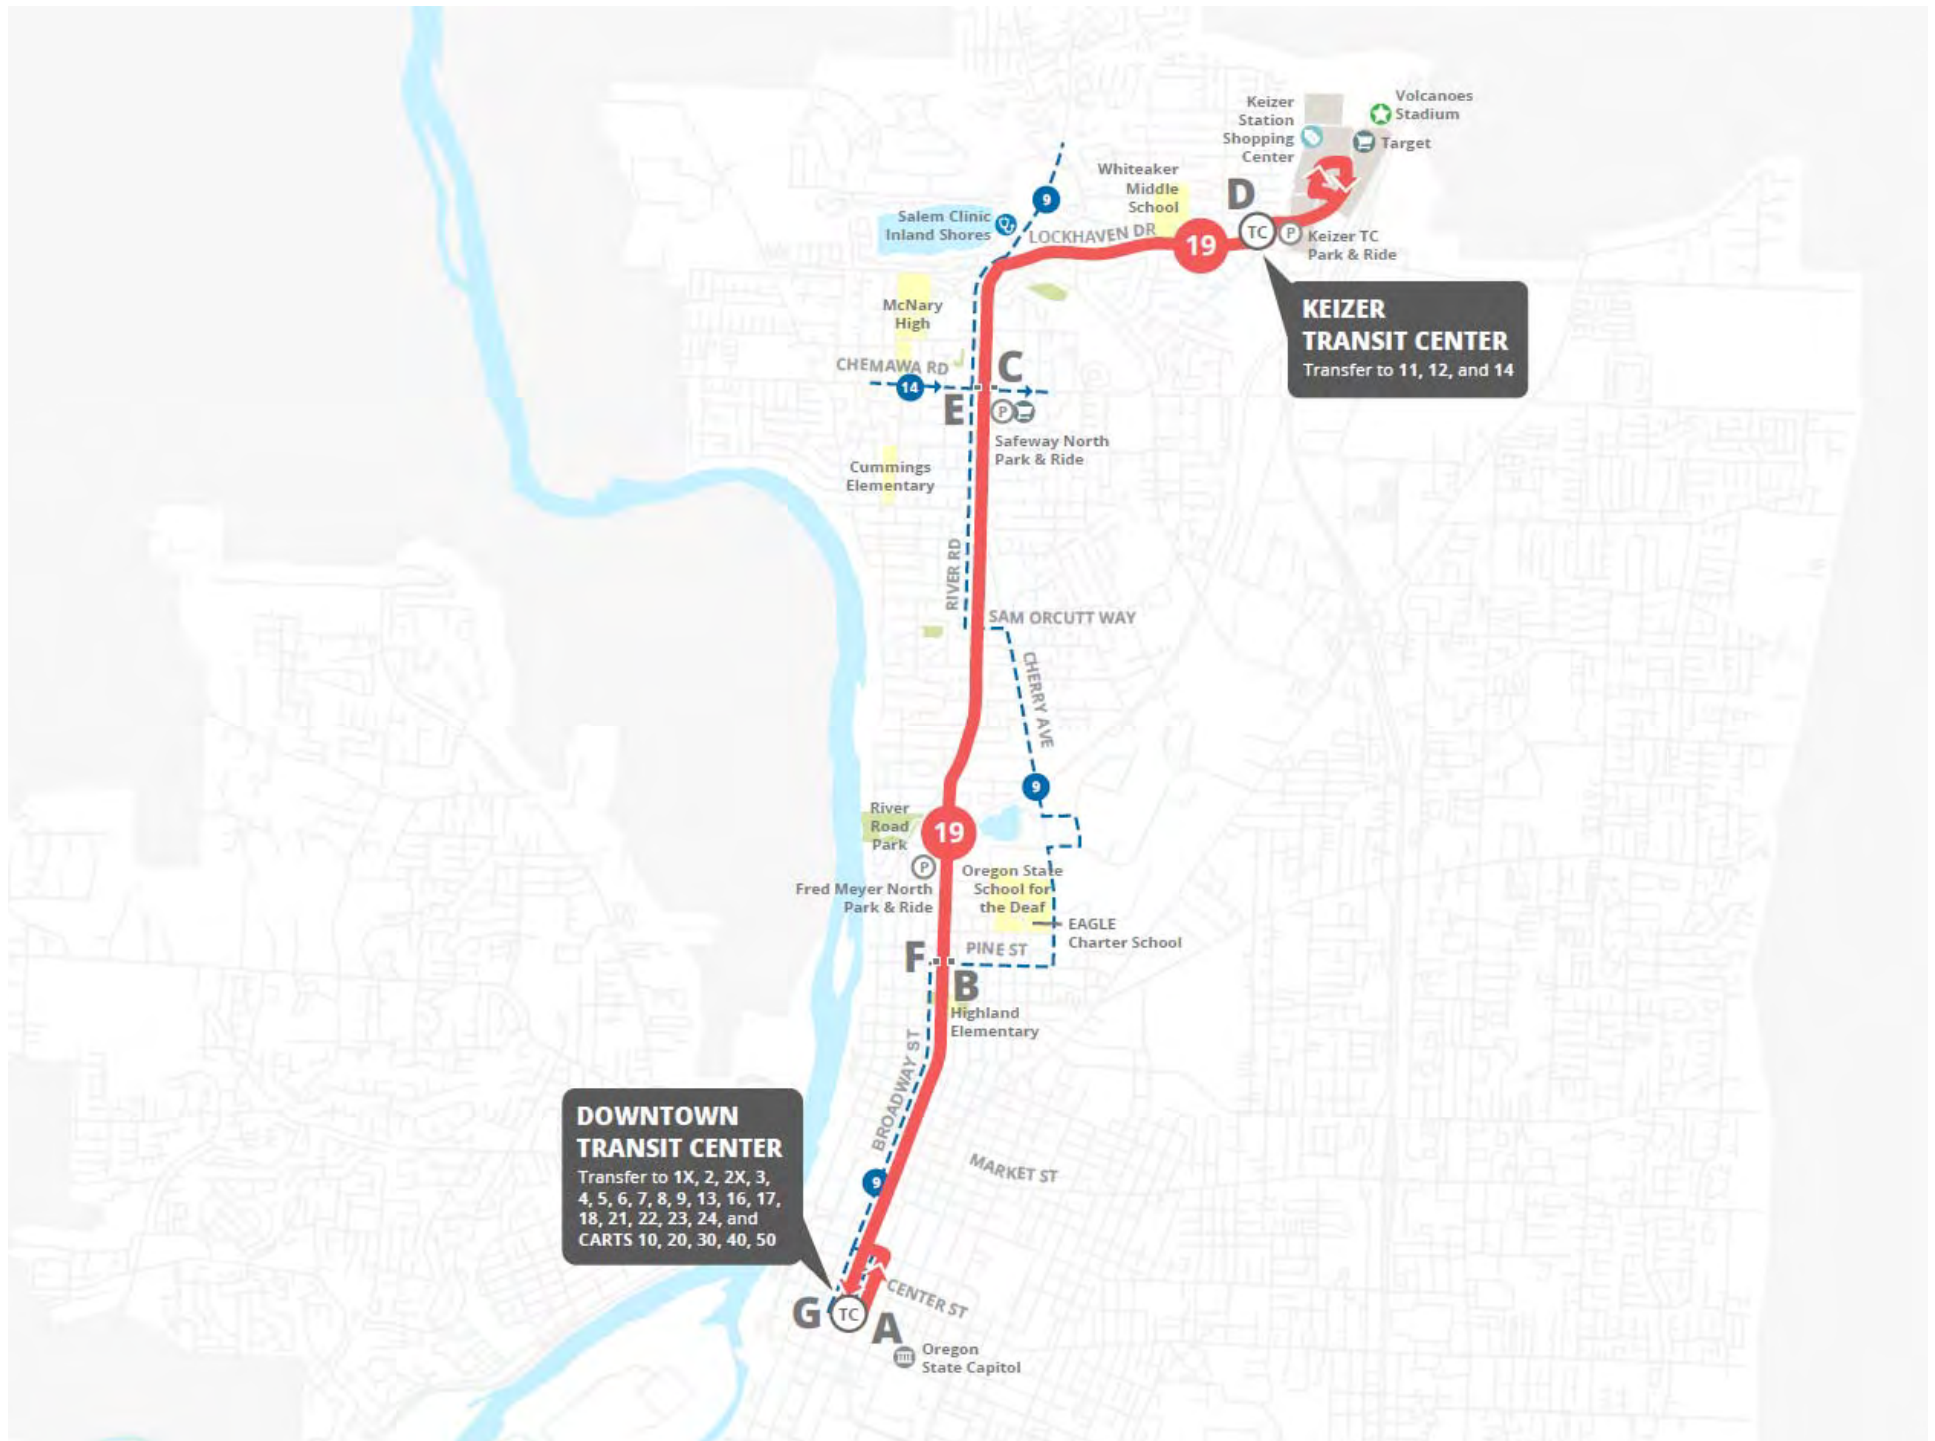 Volcanoes
Stadium
Keizer
Station
Shopping
Center
Target
Whiteaker
Middle
School
D
9
Salem Clinic
Inland Shores
LOCKHAVEN DR
19
TC
P
Keizer TC
Park & Ride
KEIZER
TRANSIT CENTER
Transfer to 11, 12, and 14
McNary
High
CHEMAWA RD
14
C
E
P
Safeway North
Park & Ride
Cummings
Elementary
RIVER RD
SAM ORCUTT WAY
CHERRY AVE
9
River
Road
Park
19
P
Fred Meyer North
Park & Ride
Oregon State
School for
the Deaf
EAGLE
Charter School
F
PINE ST
B
Highland
Elementary
BROADWAY ST
MARKET ST
9
DOWNTOWN
TRANSIT CENTER
Transfer to 1X, 2, 2X, 3,
4, 5, 6, 7, 8, 9, 13, 16, 17,
18, 21, 22, 23, 24, and
CARTS 10, 20, 30, 40, 50
CENTER ST
G
TC
A
Oregon
State Capitol